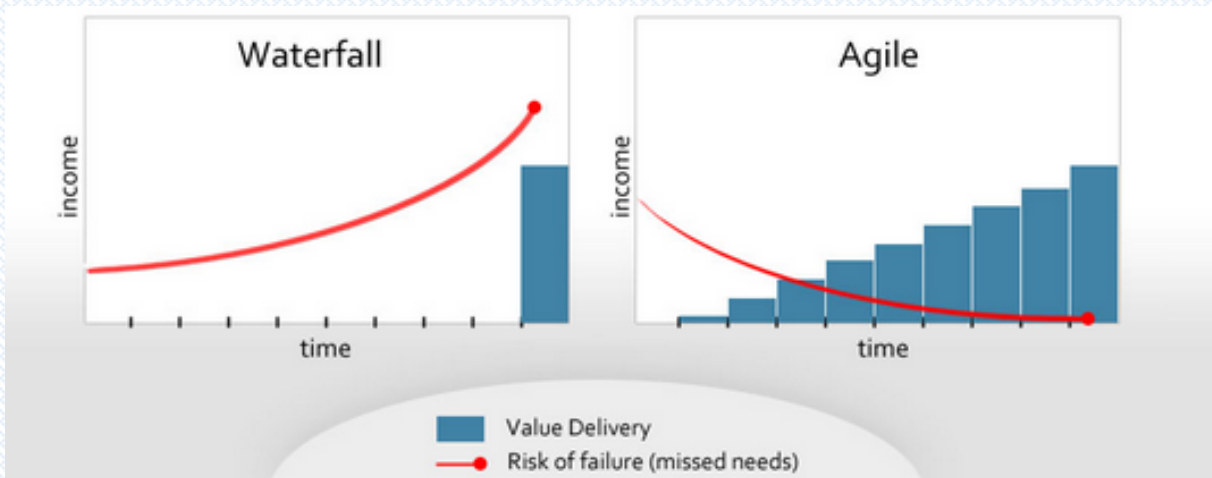 Waterfall
income
time
Agile
income
time
Value Delivery
Risk of failure (missed needs)